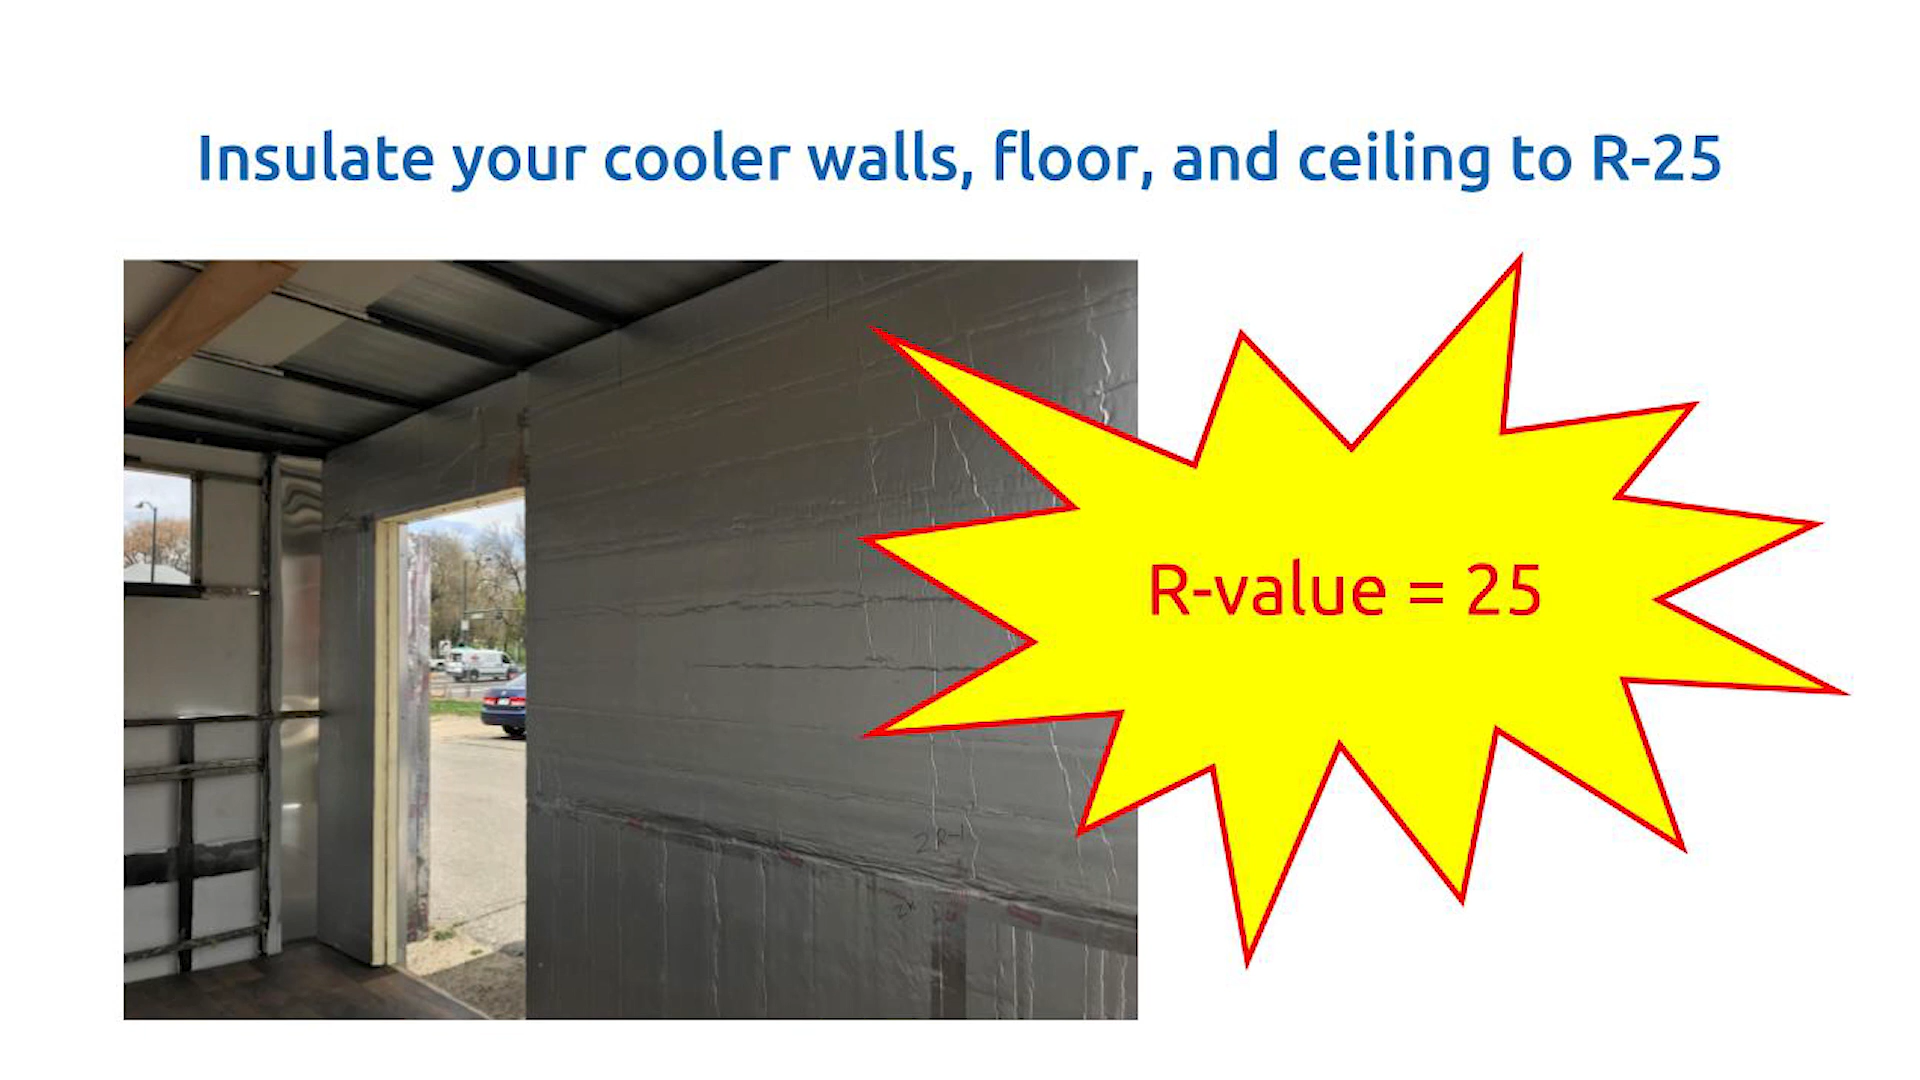 Insulate your cooler walls, floor, and ceiling to R-25
R-value = 25